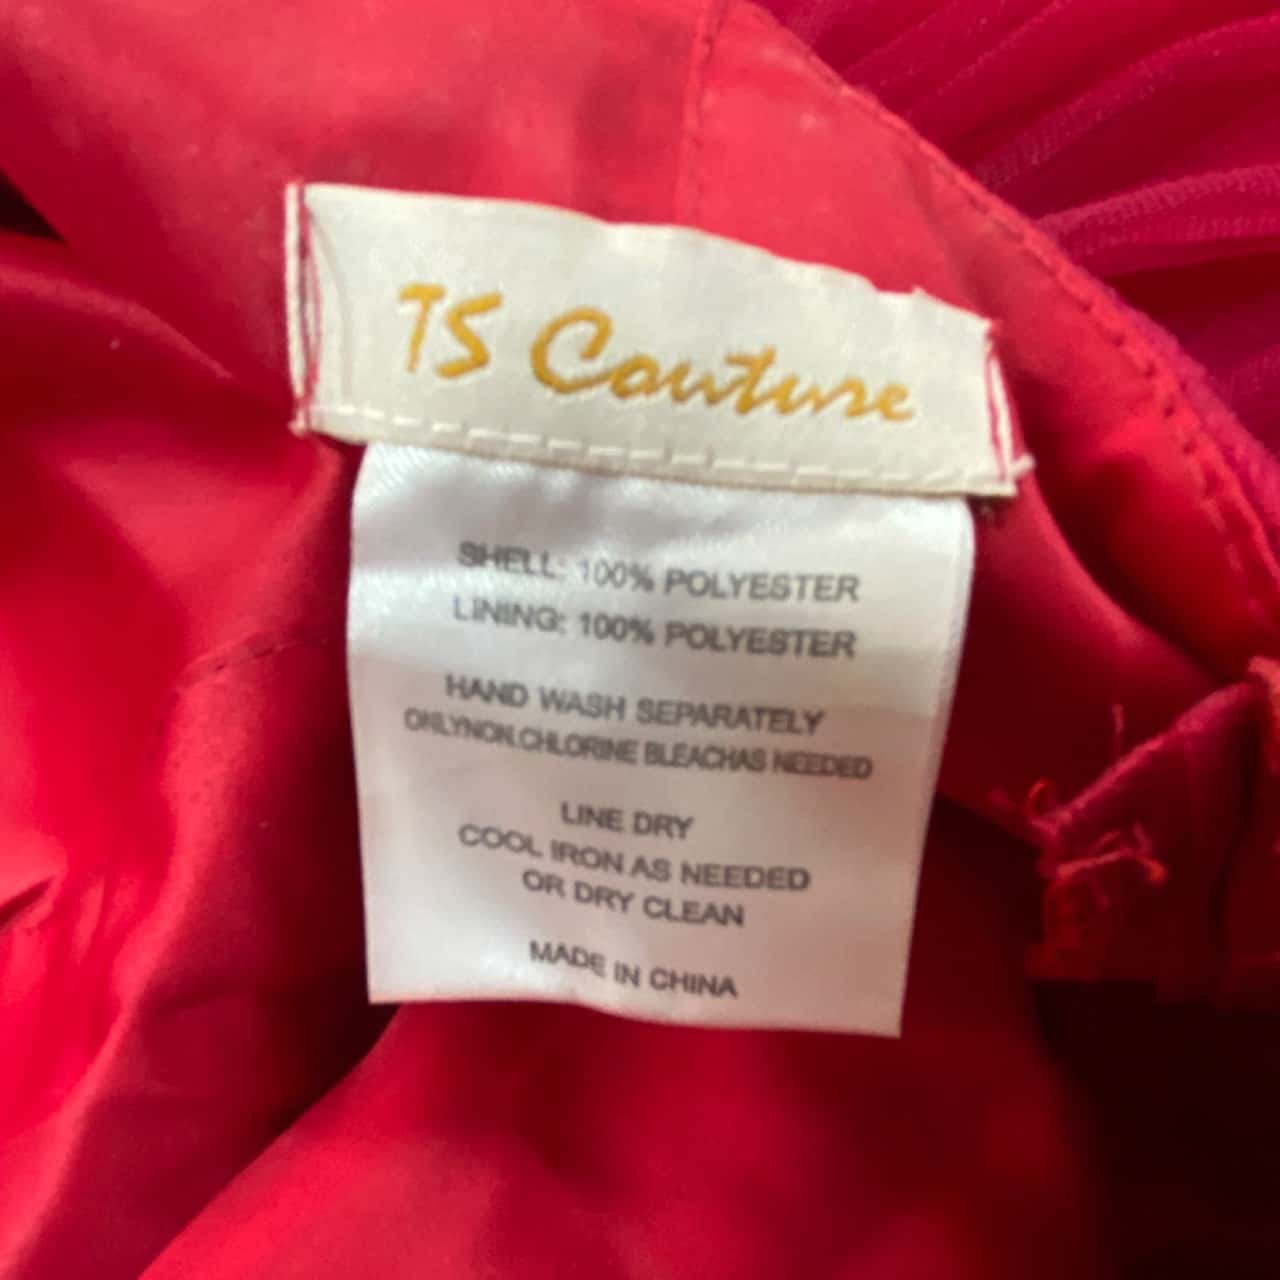 TS Couture
SHELL: 100% POLYESTER
LINING: 100% POLYESTER
HAND WASH SEPARATELY
ONLYNON.CHLORINE BLEACHAS NEEDED
LINE DRY
COOL IRON AS NEEDED
OR DRY CLEAN
MADE IN CHINA